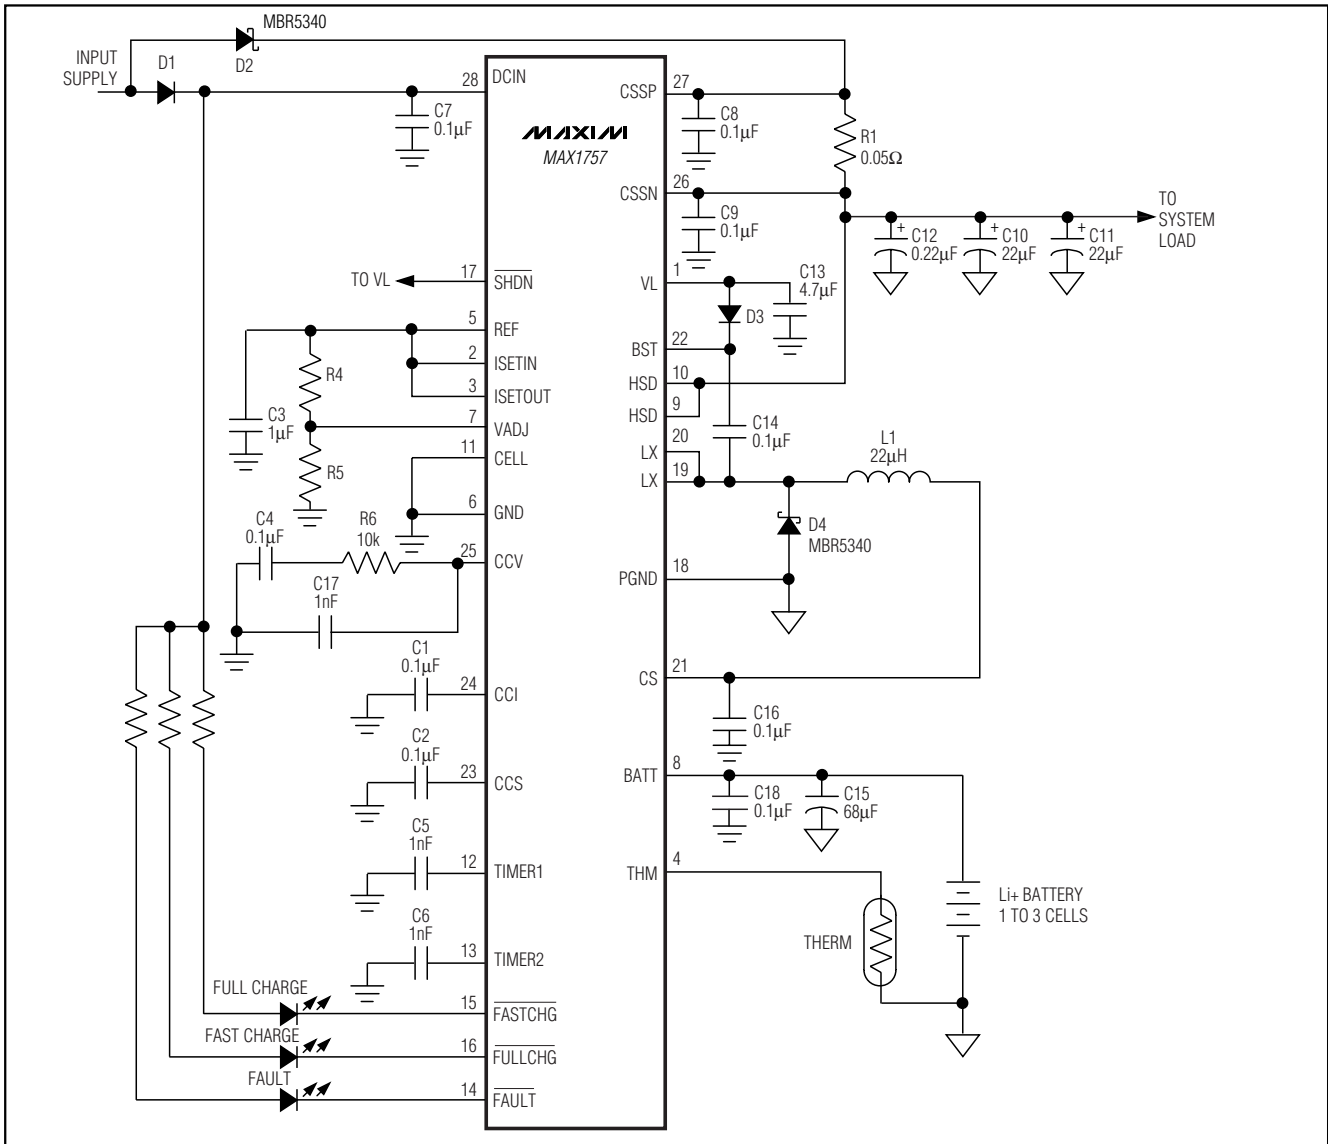 MBR5340
INPUT
SUPPLY
D1
D2
28
DCIN
C7
0.1µF
MAXIM
MAX1757
CSSP
27
C8
0.1µF
R1
0.05Ω
CSSN
26
C9
0.1µF
TO
SYSTEM
LOAD
+
C12
0.22µF
+
C10
22µF
+
C11
22µF
TO VL
17
SHDN
VL
1
C13
4.7µF
D3
5
REF
BST
22
2
ISETIN
HSD
10
3
ISETOUT
HSD
9
R4
C3
1µF
7
VADJ
C14
0.1µF
LX
20
11
CELL
LX
19
L1
22µH
R5
6
GND
D4
MBR5340
C4
0.1µF
R6
10k
25
CCV
PGND
18
C17
1nF
C1
0.1µF
24
CCI
CS
21
C16
0.1µF
C2
0.1µF
23
CCS
BATT
8
C18
0.1µF
C15
68µF
C5
1nF
12
TIMER1
THM
4
Li+ BATTERY
1 TO 3 CELLS
THERM
C6
1nF
13
TIMER2
FULL CHARGE
15
FASTCHG
FAST CHARGE
16
FULLCHG
FAULT
14
FAULT